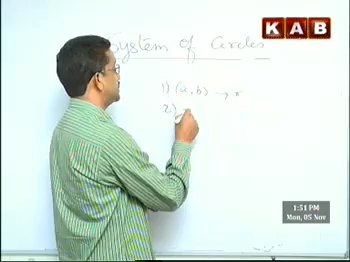 KAB
System of Circles
1) (a, b) → r
2)
1:51 PM
Mon, 05 Nov